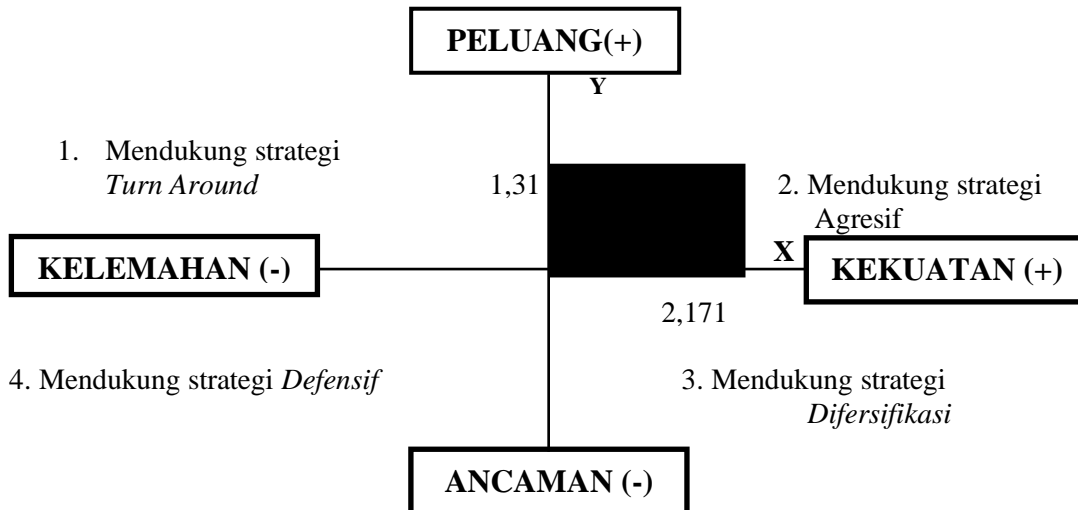 PELUANG(+)
Y
1. Mendukung strategi
Turn Around
1,31
2. Mendukung strategi
Agresif
KELEMAHAN (-)
X
KEKUATAN (+)
2,171
4. Mendukung strategi Defensif
3. Mendukung strategi
Difersifikasi
ANCAMAN (-)